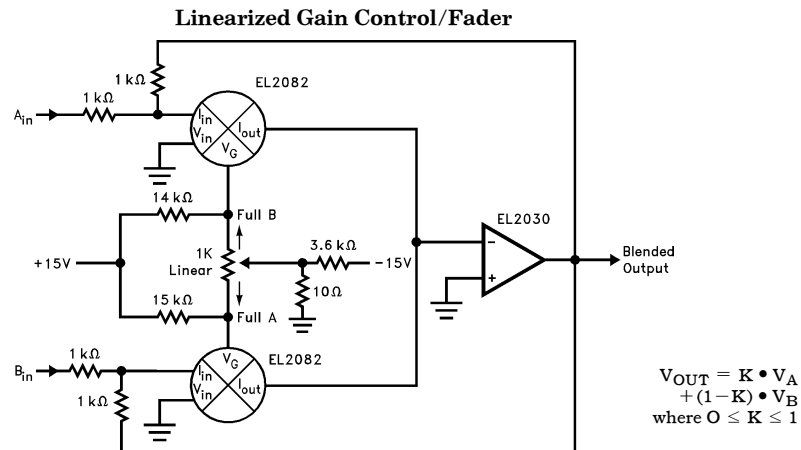 Linearized Gain Control/Fader
1 kΩ
EL2082
1 kΩ
A_in
I_in
V_in
I_out
V_G
14 kΩ
Full B
EL2030
1K
Linear
3.6 kΩ
+15V
−15V
−
+
Blended
Output
15 kΩ
10Ω
Full A
1 kΩ
V_G
EL2082
B_in
I_in
V_in
I_out
1 kΩ
V_OUT = K • V_A
+ (1−K) • V_B
where O ≤ K ≤ 1